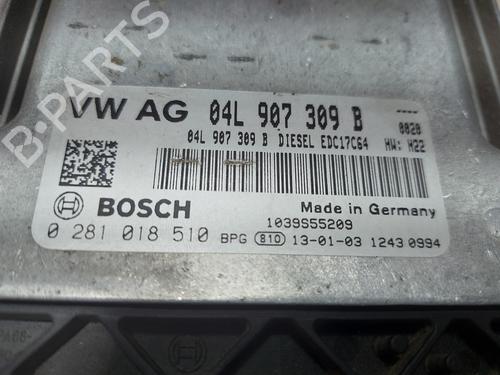 VW AG 04L 907 309 B
04L 907 309 B DIESEL EDC17C64
0020
HW: H22
BOSCH
Made in Germany
1039S55209
0 281 018 510 BPG 810 13-01-03 1243 0994
B-Parts
B-Parts